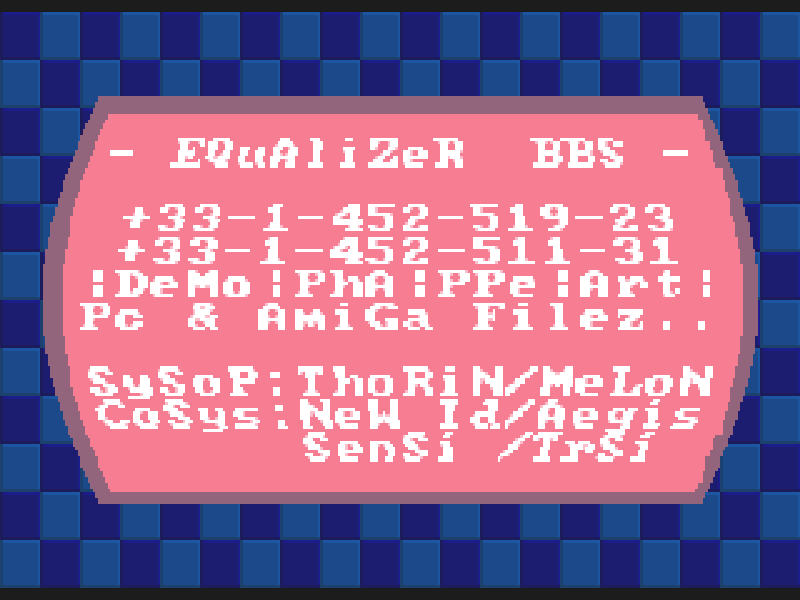 - EQuAliZeR  BBS -
+33-1-452-519-23
+33-1-452-511-31
:DeMo:PhA:PPe:Art:
Pc & AmiGa Filez..
SySoP:ThoRiN/MeLoN
CoSys:NeW Id/Aegis
SenSi /TrSi